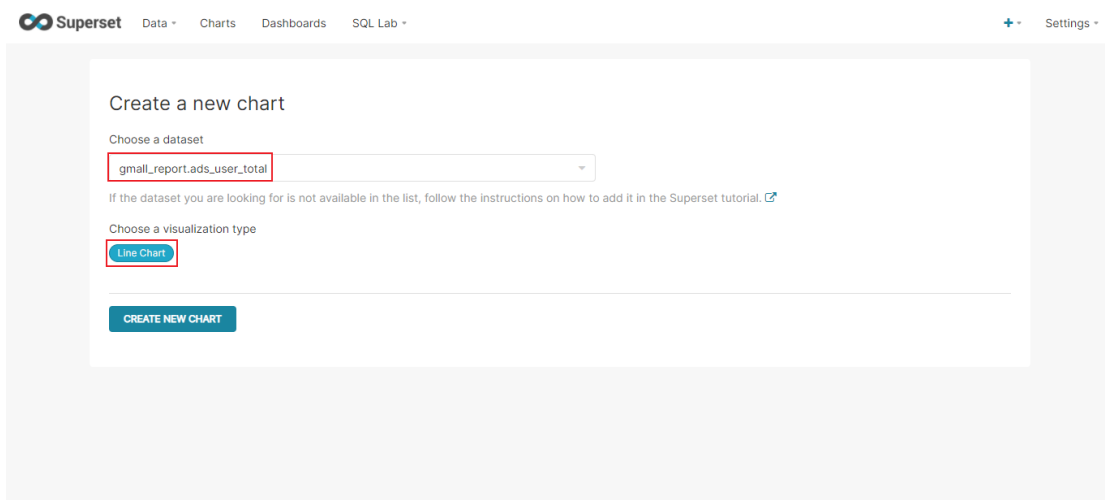 Superset Data Charts Dashboards SQL Lab + Settings
Create a new chart
Choose a dataset
gmall_report.ads_user_total
If the dataset you are looking for is not available in the list, follow the instructions on how to add it in the Superset tutorial.
Choose a visualization type
Line Chart
CREATE NEW CHART